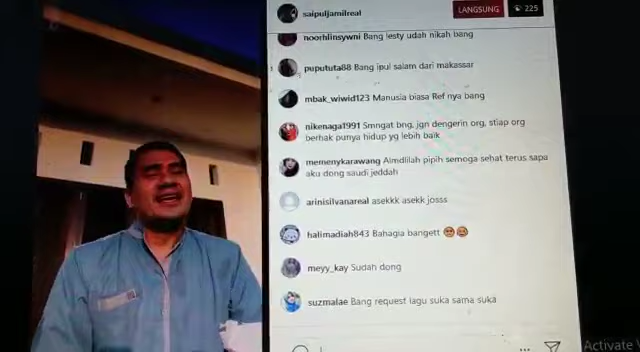 saipuljamilreal
LANGSUNG
225
noorhlinsywni Bang lesty udah nikah bang
pupututa88 Bang ipul salam dari makassar
mbak_wiwid123 Manusia biasa Ref nya bang
nikenaga1991 Smngat bng, jgn dengerin org, stiap org
berhak punya hidup yg lebih baik
memenykarawang Almdlilah pipih semoga sehat terus sapa
aku dong saudi jeddah
arinisilvanareal asekkk asekk josss
halimadiah843 Bahagia bangett
meyy_kay Sudah dong
suzmalae Bang request lagu suka sama suka
Activate